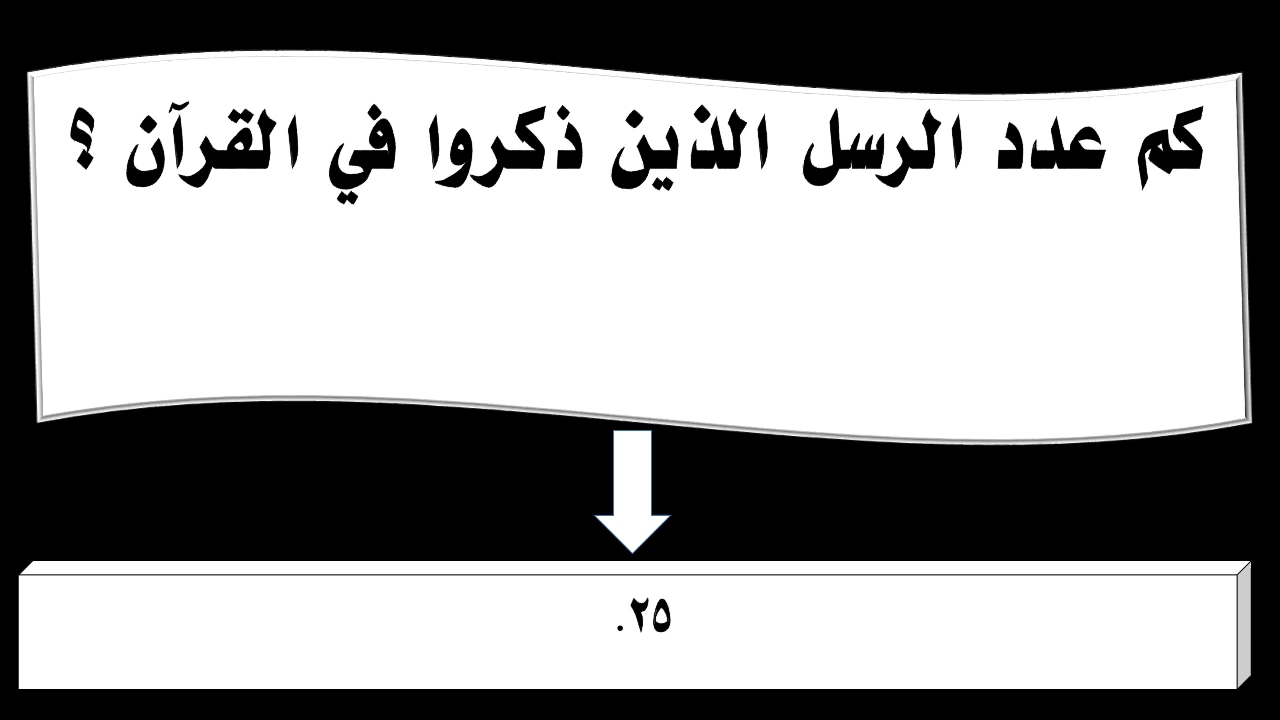 كم عدد الرسل الذين ذكروا في القرآن ؟
٢٥.